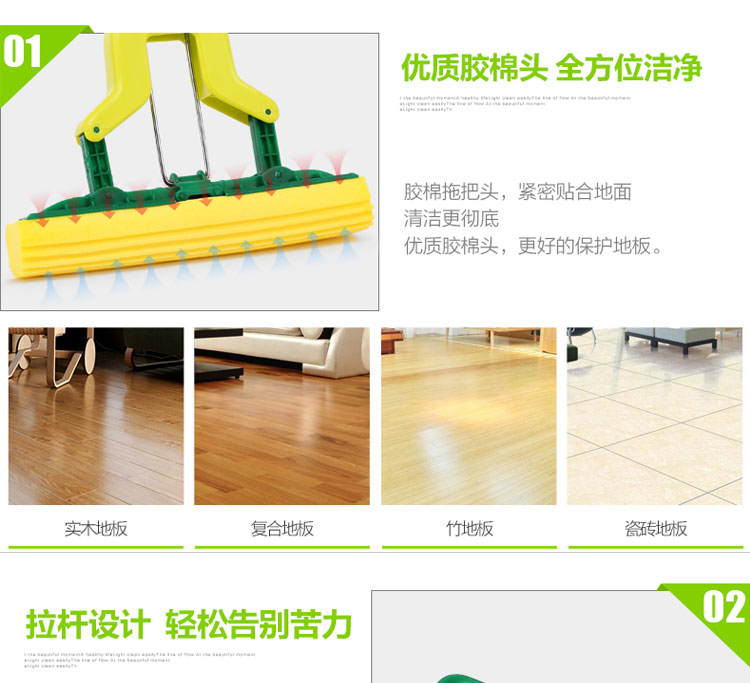 01
优质胶棉头 全方位洁净
胶棉拖把头，紧密贴合地面
清洁更彻底
优质胶棉头，更好的保护地板。
实木地板
复合地板
竹地板
瓷砖地板
02
拉杆设计 轻松告别苦力